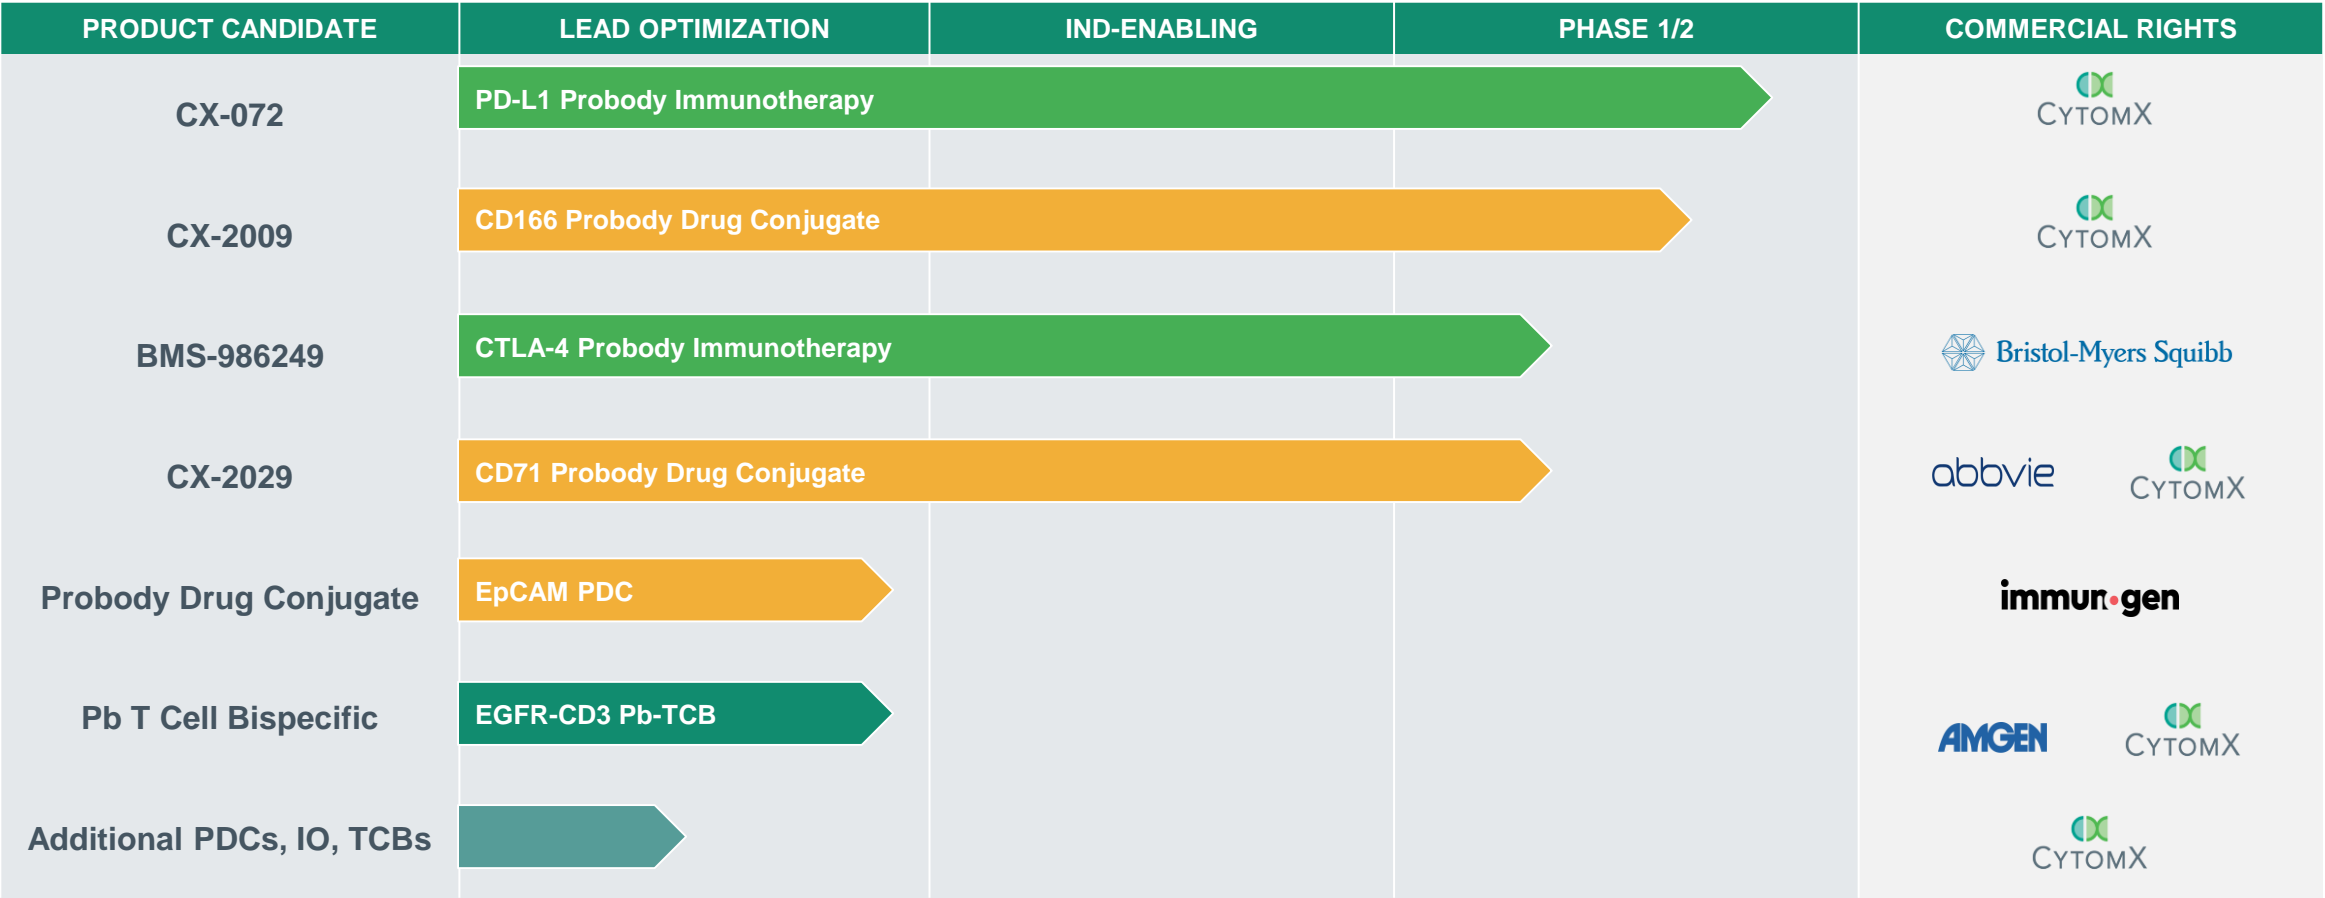 PRODUCT CANDIDATE LEAD OPTIMIZATION IND-ENABLING PHASE 1/2 COMMERCIAL RIGHTS
CX-072 PD-L1 Probody Immunotherapy CYTOMX
CX-2009 CD166 Probody Drug Conjugate CYTOMX
BMS-986249 CTLA-4 Probody Immunotherapy Bristol-Myers Squibb
CX-2029 CD71 Probody Drug Conjugate abbvie CYTOMX
Probody Drug Conjugate EpCAM PDC immunogen
Pb T Cell Bispecific EGFR-CD3 Pb-TCB AMGEN CYTOMX
Additional PDCs, IO, TCBs CYTOMX